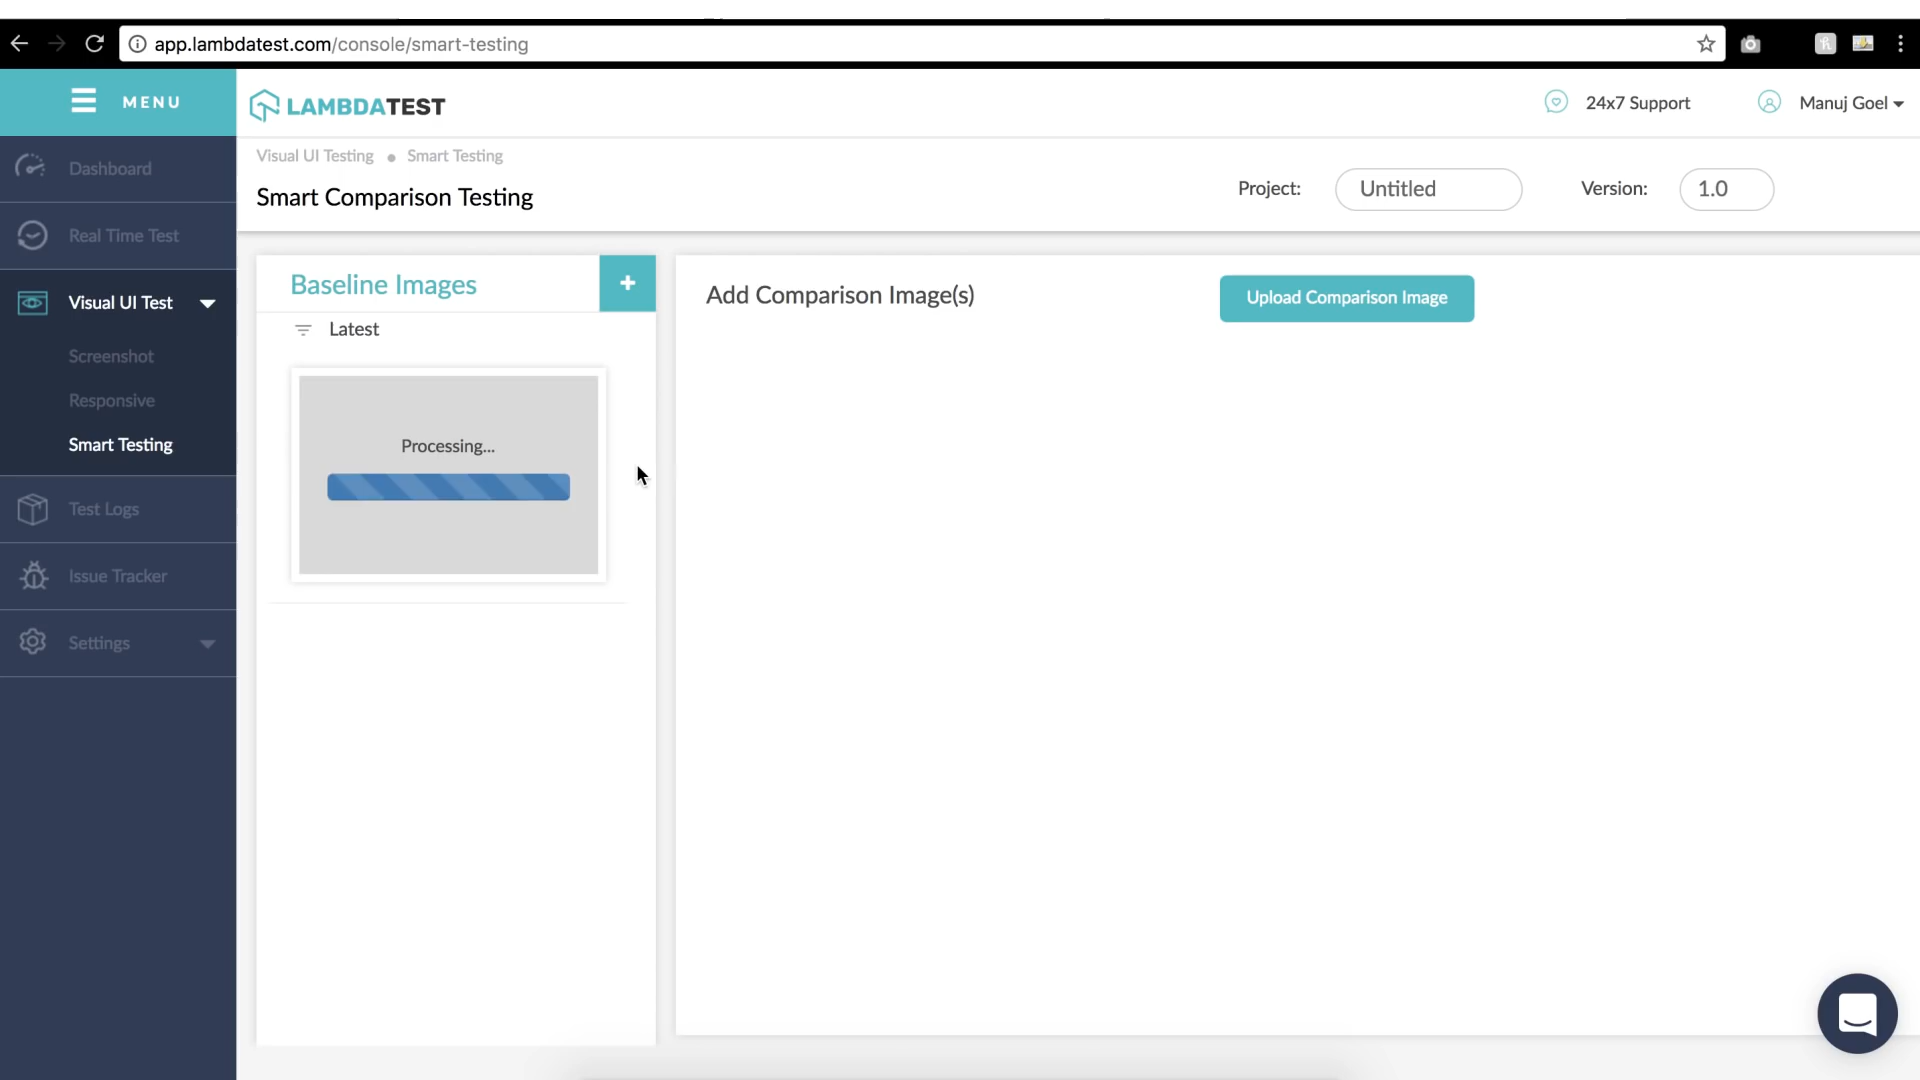 app.lambdatest.com/console/smart-testing
MENU
LAMBDATEST
24x7 Support
Manuj Goel
Dashboard
Real Time Test
Visual UI Test
Screenshot
Responsive
Smart Testing
Test Logs
Issue Tracker
Settings
Visual UI Testing ● Smart Testing
Smart Comparison Testing
Project: Untitled
Version: 1.0
Baseline Images
+
Latest
Processing...
Add Comparison Image(s)
Upload Comparison Image